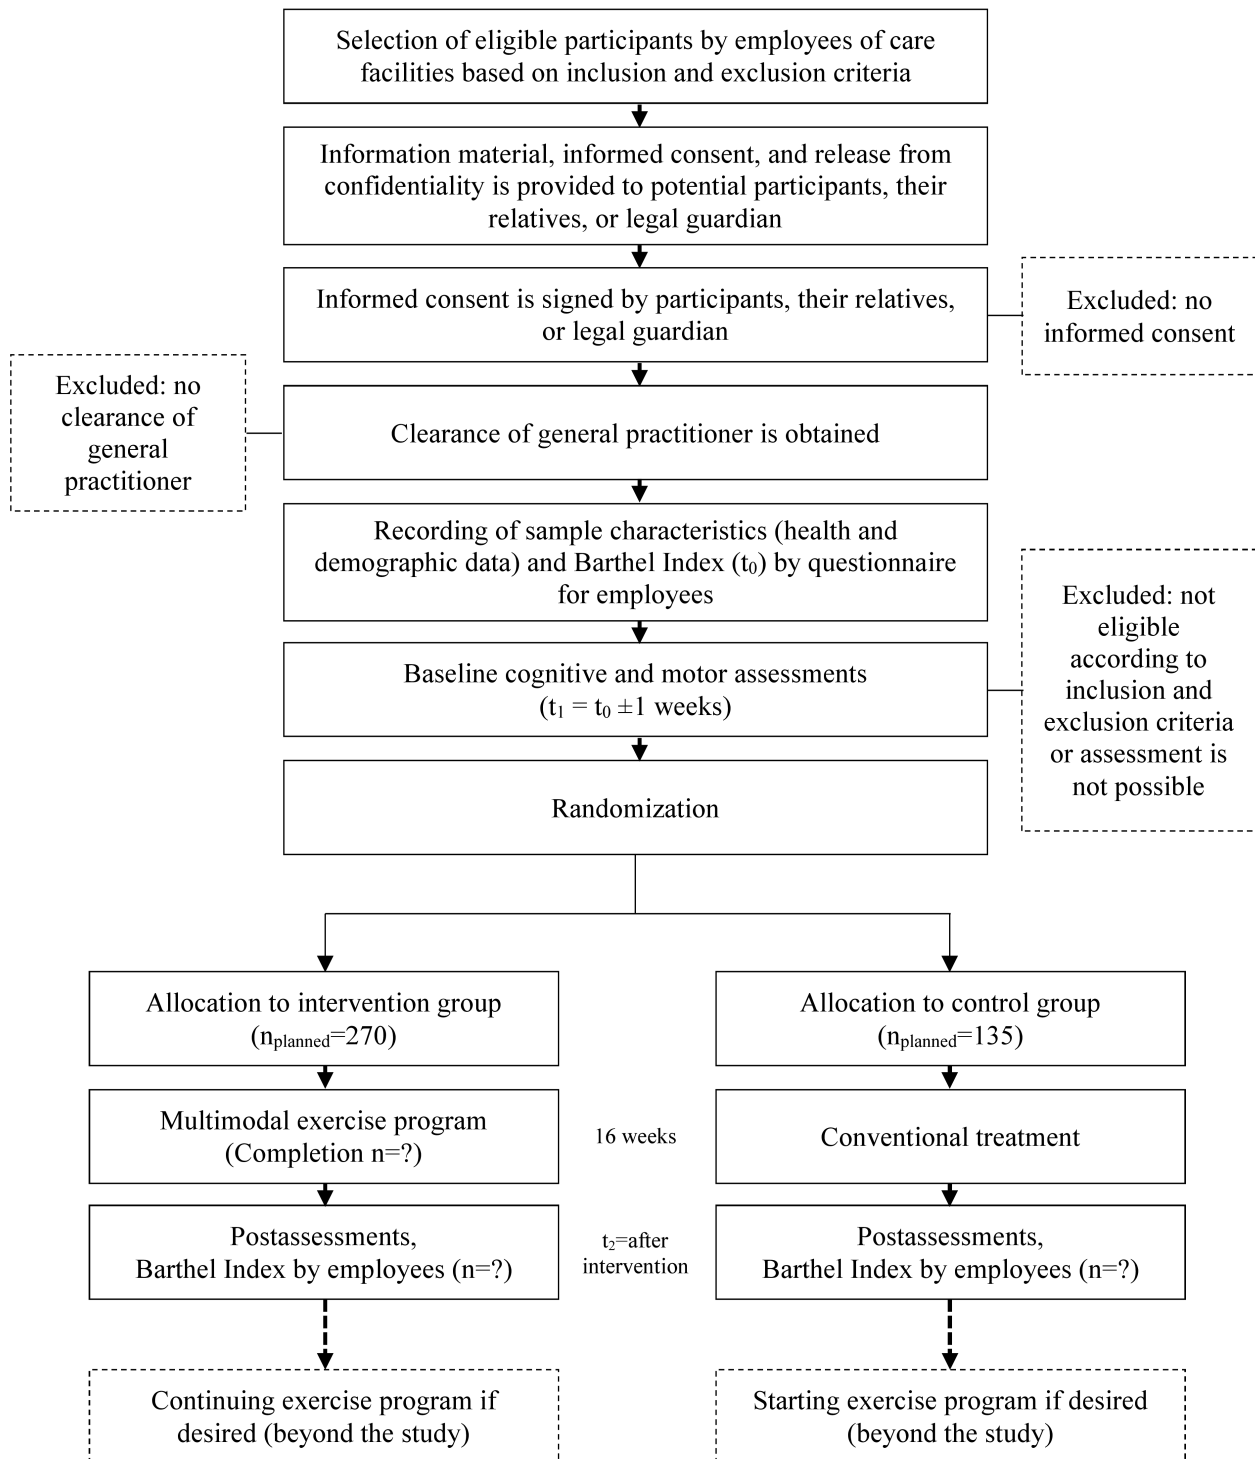 Selection of eligible participants by employees of care
facilities based on inclusion and exclusion criteria
Information material, informed consent, and release from
confidentiality is provided to potential participants, their
relatives, or legal guardian
Informed consent is signed by participants, their relatives,
or legal guardian
Excluded: no
informed consent
Excluded: no
clearance of
general
practitioner
Clearance of general practitioner is obtained
Recording of sample characteristics (health and
demographic data) and Barthel Index (t₀) by questionnaire
for employees
Baseline cognitive and motor assessments
(t₁ = t₀ ±1 weeks)
Excluded: not
eligible
according to
inclusion and
exclusion criteria
or assessment is
not possible
Randomization
Allocation to intervention group
(nplanned=270)
Allocation to control group
(nplanned=135)
Multimodal exercise program
(Completion n=?)
16 weeks
Conventional treatment
Postassessments,
Barthel Index by employees (n=?)
t₂=after
intervention
Postassessments,
Barthel Index by employees (n=?)
Continuing exercise program if
desired (beyond the study)
Starting exercise program if desired
(beyond the study)